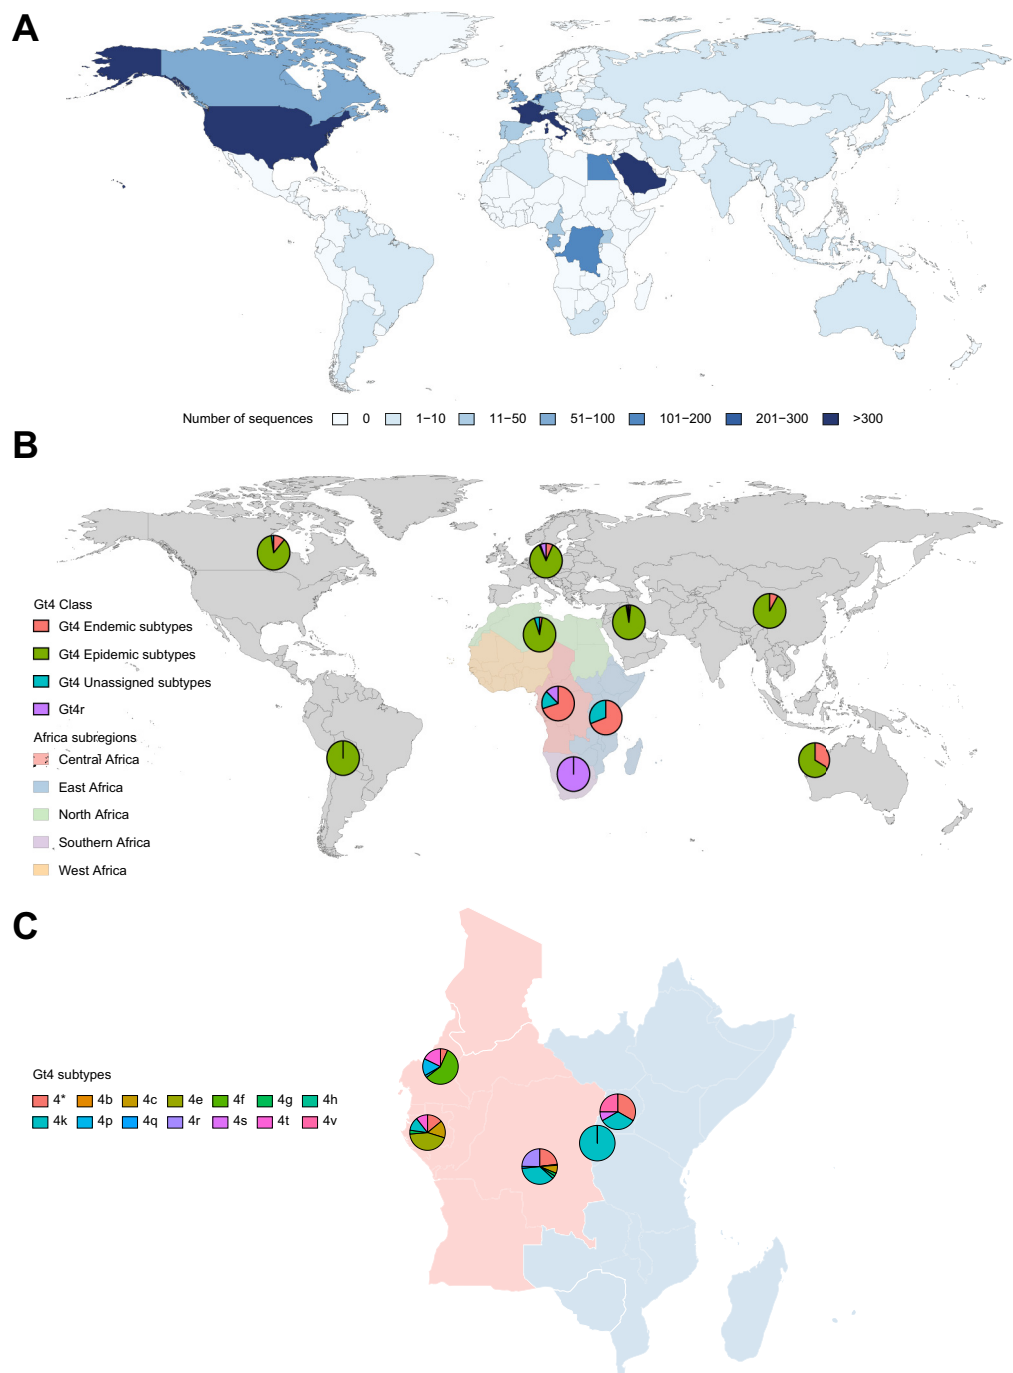 A
Number of sequences 0 1−10 11−50 51−100 101−200 201−300 >300
B
Gt4 Class
Gt4 Endemic subtypes
Gt4 Epidemic subtypes
Gt4 Unassigned subtypes
Gt4r
Africa subregions
Central Africa
East Africa
North Africa
Southern Africa
West Africa
C
Gt4 subtypes
4* 4b 4c 4e 4f 4g 4h
4k 4p 4q 4r 4s 4t 4v